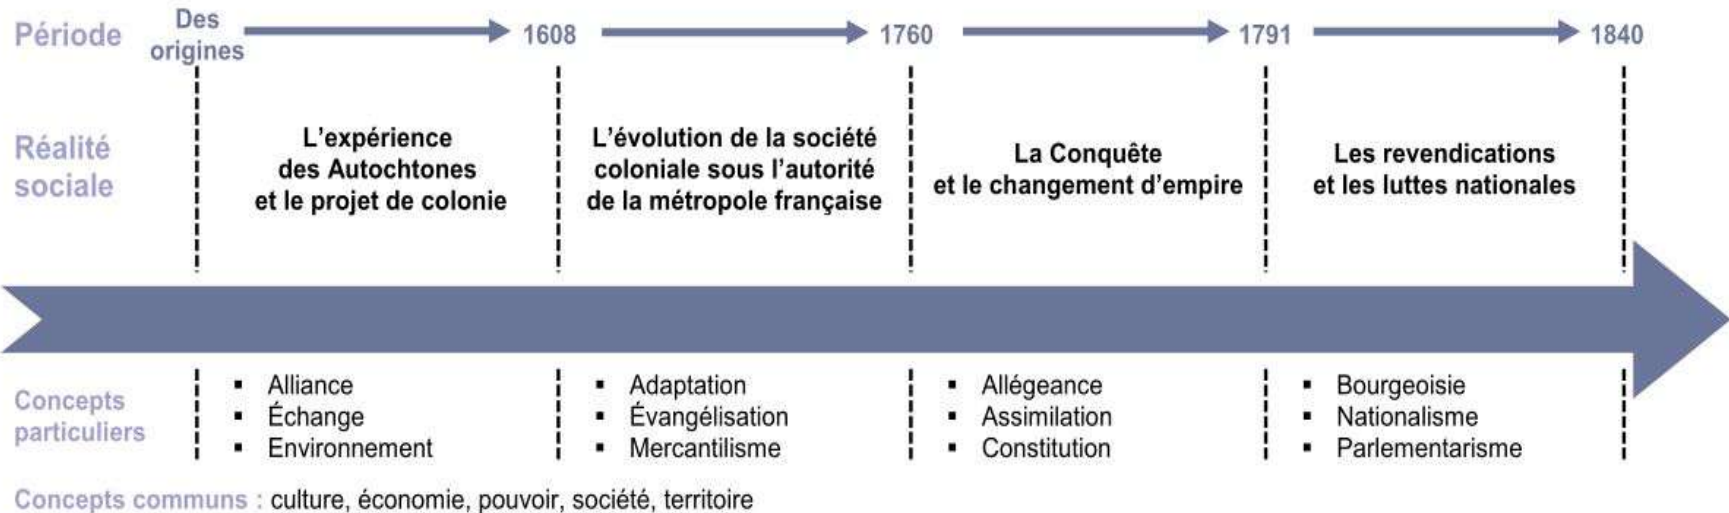 Période
Des
origines
1608
1760
1791
1840
Réalité
sociale
L’expérience
des Autochtones
et le projet de colonie
L’évolution de la société
coloniale sous l’autorité
de la métropole française
La Conquête
et le changement d’empire
Les revendications
et les luttes nationales
Concepts
particuliers
▪ Alliance
▪ Échange
▪ Environnement
▪ Adaptation
▪ Évangélisation
▪ Mercantilisme
▪ Allégeance
▪ Assimilation
▪ Constitution
▪ Bourgeoisie
▪ Nationalisme
▪ Parlementarisme
Concepts communs : culture, économie, pouvoir, société, territoire